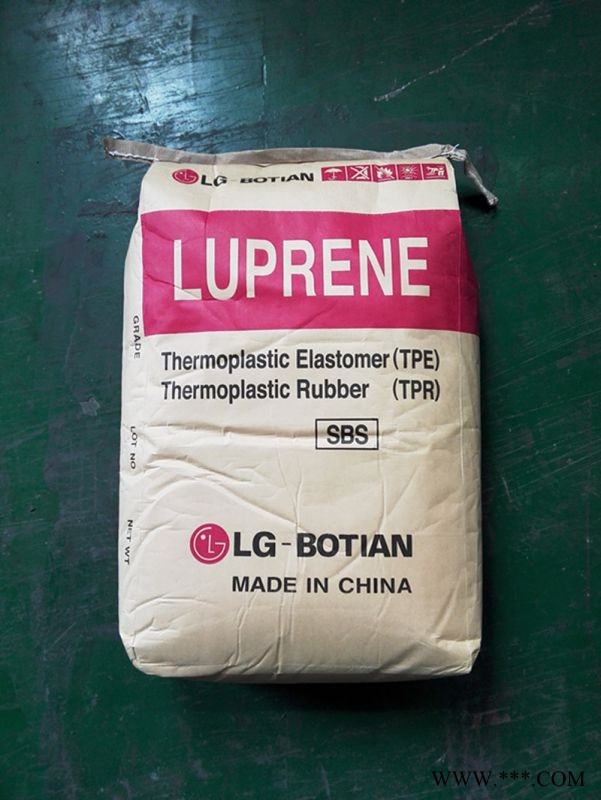 LG-BOTIAN
LUPRENE
Thermoplastic Elastomer (TPE)
Thermoplastic Rubber (TPR)
SBS
LG-BOTIAN
MADE IN CHINA
GRADE
LOT NO
NET WT
WWW.***.COM